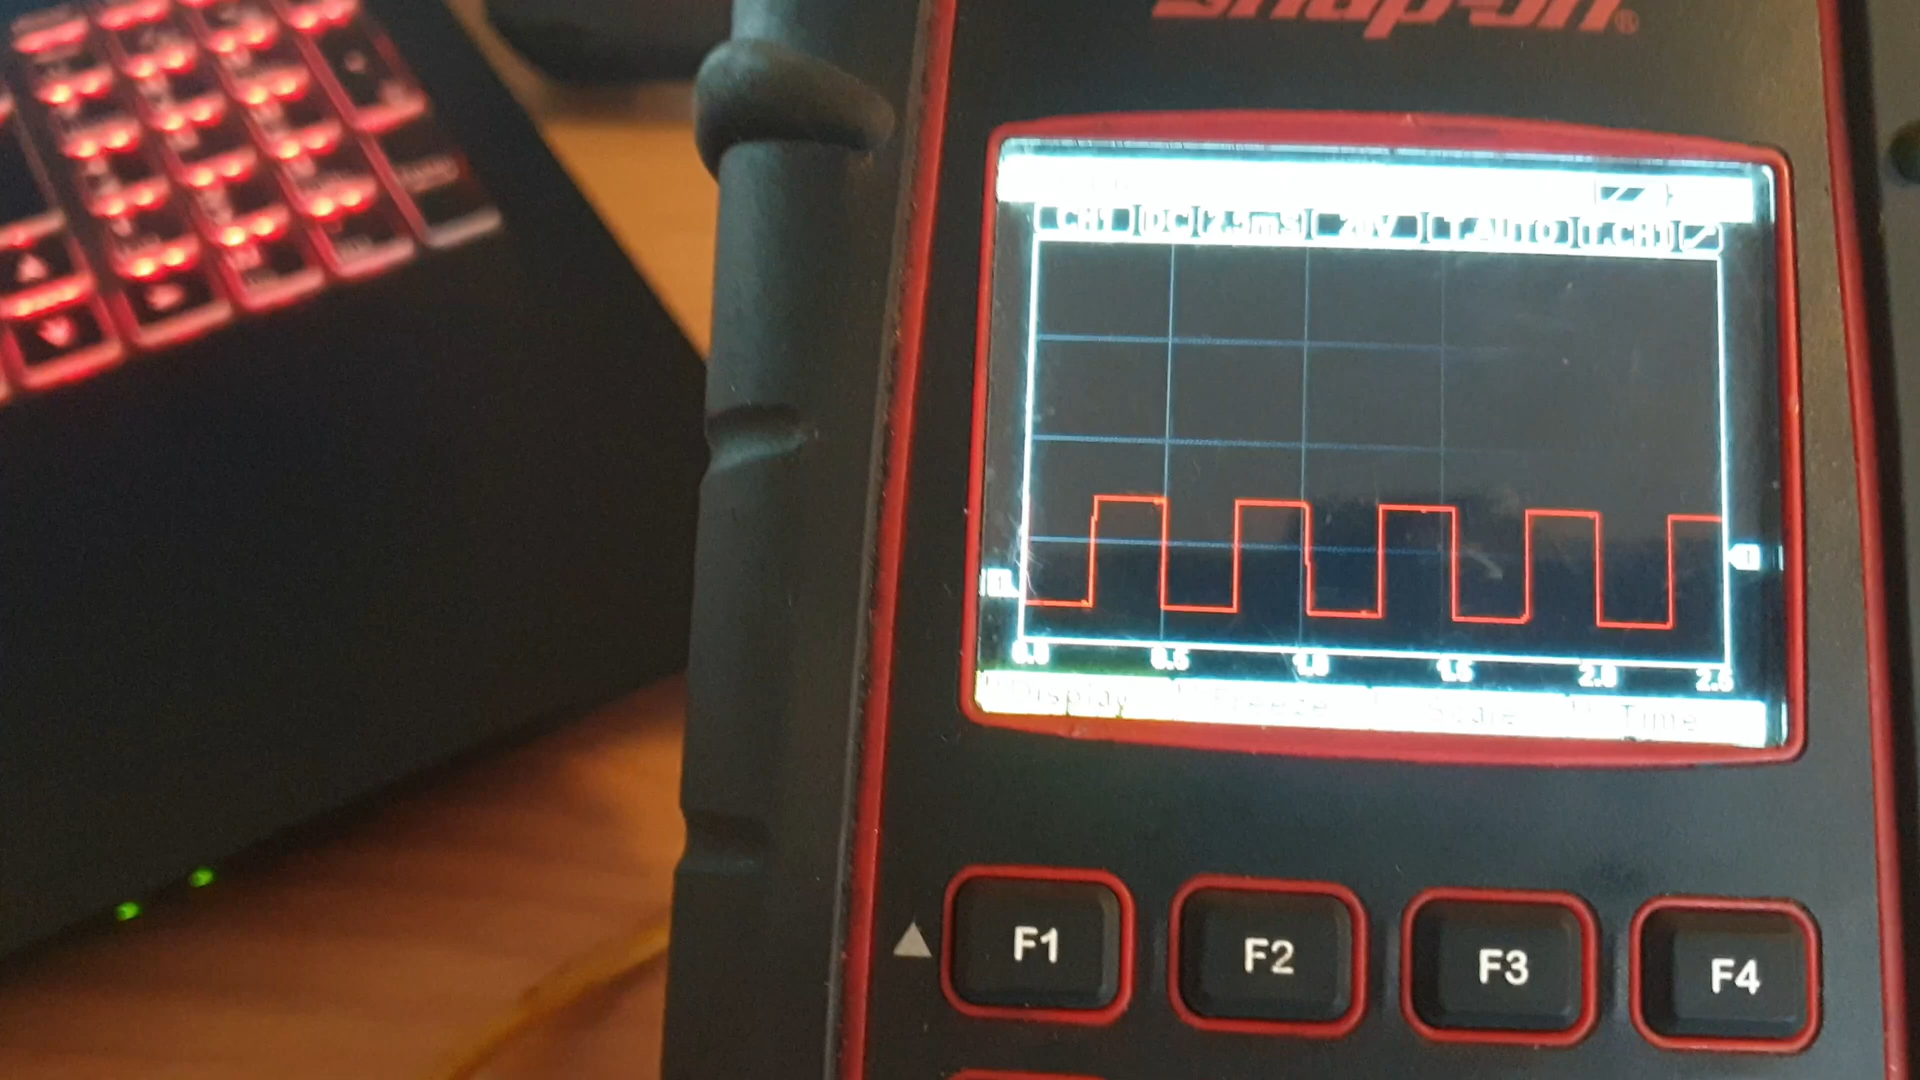 snap-on®
CH1 DC 2.5mS 20V T.AUTO T.CH1
0.0 0.5 1.0 1.5 2.0 2.5
Display Freeze Scale Time
F1 F2 F3 F4